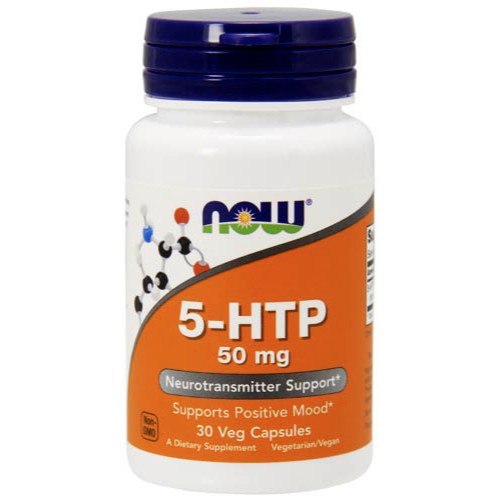 NOW
5-HTP
50 mg
Neurotransmitter Support*
Supports Positive Mood*
30 Veg Capsules
A Dietary Supplement Vegetarian/Vegan
Non-
GMO